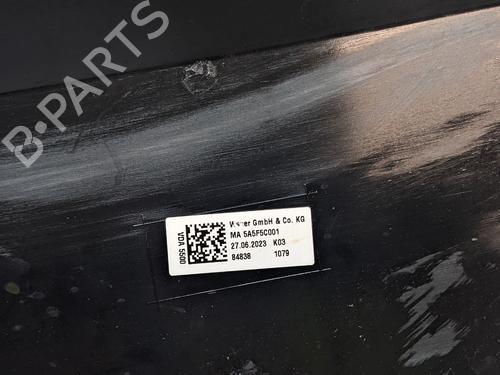 B-PARTS
VDA 5500
GmbH & Co. KG
MA 5A5F5C001
27.06.2023 K03
84838 1079